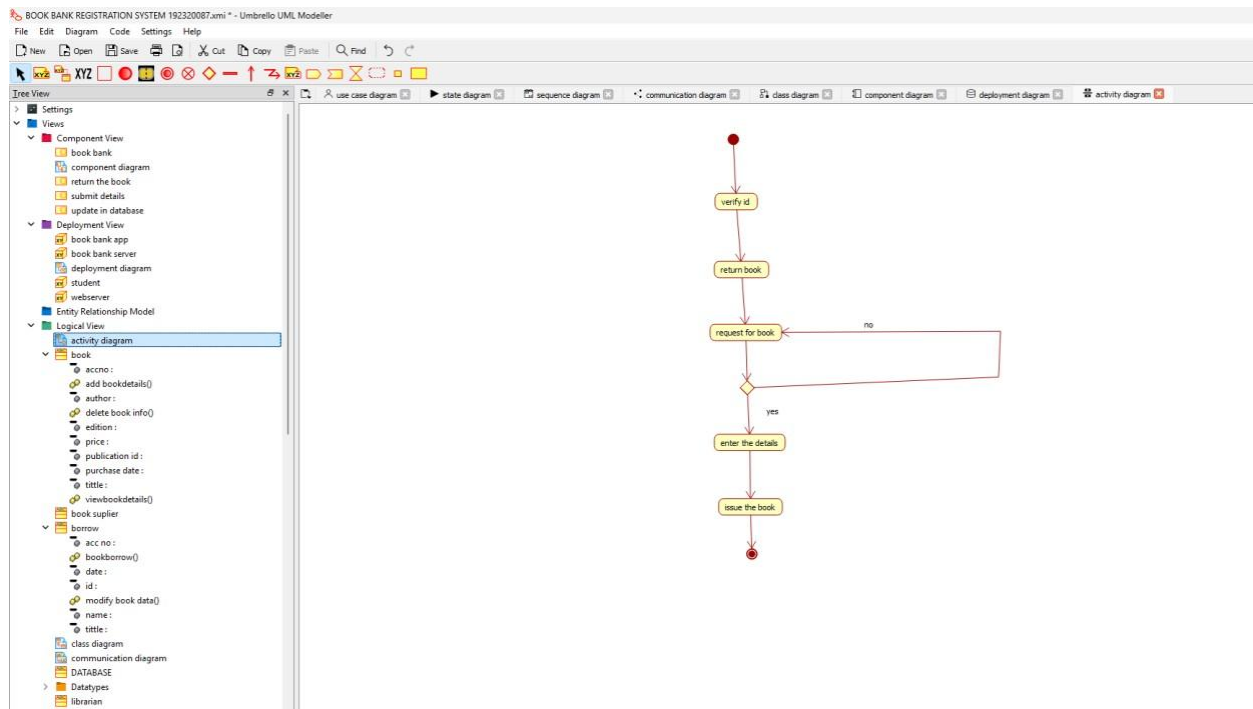 BOOK BANK REGISTRATION SYSTEM 192320087.xmi * - Umbrello UML Modeller
File Edit Diagram Code Settings Help
New Open Save Cut Copy Paste Find
XYZ XYZ XYZ
Tree View
use case diagram state diagram sequence diagram communication diagram class diagram component diagram deployment diagram activity diagram
Settings
Views
Component View
book bank
component diagram
return the book
submit details
update in database
Deployment View
book bank app
book bank server
deployment diagram
student
webserver
Entity Relationship Model
Logical View
activity diagram
book
accno :
add bookdetails()
author :
delete book info()
edition :
price :
publication id :
purchase date :
tittle :
viewbookdetails()
book suplier
borrow
acc no :
bookborrow()
date :
id :
modify book data()
name :
tittle :
class diagram
communication diagram
DATABASE
Datatypes
librarian
verify id
return book
request for book
no
yes
enter the details
issue the book